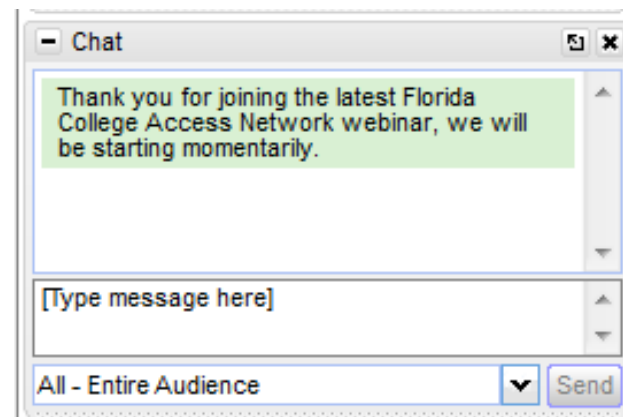 Chat
Thank you for joining the latest Florida
College Access Network webinar, we will
be starting momentarily.
[Type message here]
All - Entire Audience
Send